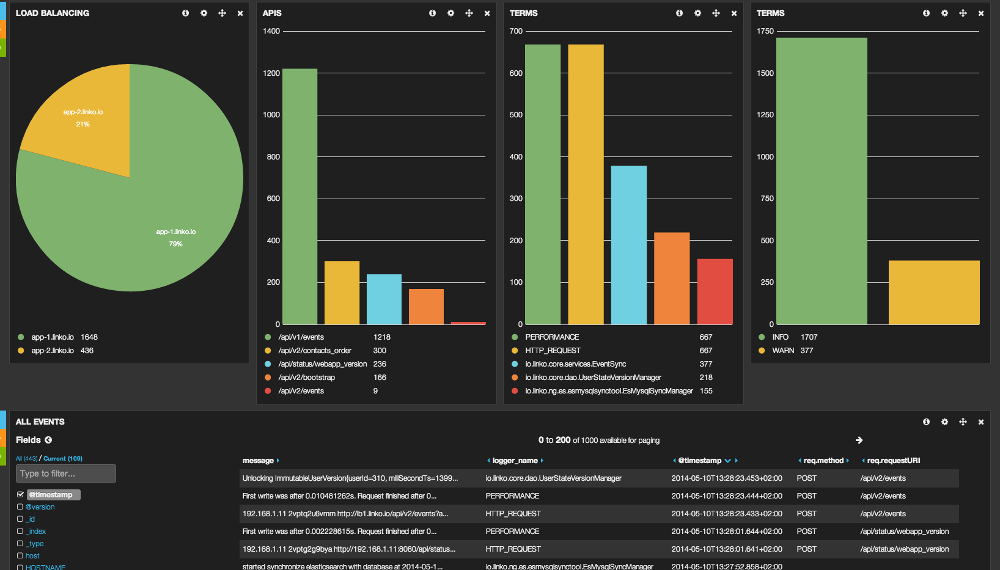 LOAD BALANCING
app-2.linko.io
21%
app-1.linko.io
79%
app-1.linko.io 1648
app-2.linko.io 436
APIS
1400
1200
1000
800
600
400
200
0
/api/v1/events 1218
/api/v2/contacts_order 300
/api/status/webapp_version 236
/api/v2/bootstrap 166
/api/v2/events 9
TERMS
700
600
500
400
300
200
100
0
PERFORMANCE 667
HTTP_REQUEST 667
io.linko.core.services.EventSync 377
io.linko.core.dao.UserStateVersionManager 218
io.linko.ng.es.esmysqlsynctool.EsMysqlSyncManager 155
TERMS
1750
1500
1250
1000
750
500
250
0
INFO 1707
WARN 377
ALL EVENTS
Fields
All (443) / Current (109)
Type to filter...
@timestamp
@version
_id
_index
_type
host
HOSTNAME
0 to 200 of 1000 available for paging
message logger_name @timestamp req.method req.requestURI
Unlocking ImmutableUserVersion{userId=310, miliSecondTs=1399... io.linko.core.dao.UserStateVersionManager 2014-05-10T13:28:23.453+02:00 POST /api/v2/events
First write was after 0.010481262s. Request finished after 0... PERFORMANCE 2014-05-10T13:28:23.444+02:00 POST /api/v2/events
192.168.1.11 2vptq2u6vmm http://lb1.linko.io/api/v2/events?a... HTTP_REQUEST 2014-05-10T13:28:23.433+02:00 POST /api/v2/events
First write was after 0.002228615s. Request finished after 0... PERFORMANCE 2014-05-10T13:28:01.644+02:00 POST /api/status/webapp_version
192.168.1.11 2vptg2g9bya http://192.168.1.11:8080/api/status... HTTP_REQUEST 2014-05-10T13:28:01.641+02:00 POST /api/status/webapp_version
started synchronize elasticsearch with database at 2014-05-1... io.linko.ng.es.esmysqlsynctool.EsMysqlSyncManager 2014-05-10T13:27:52.858+02:00